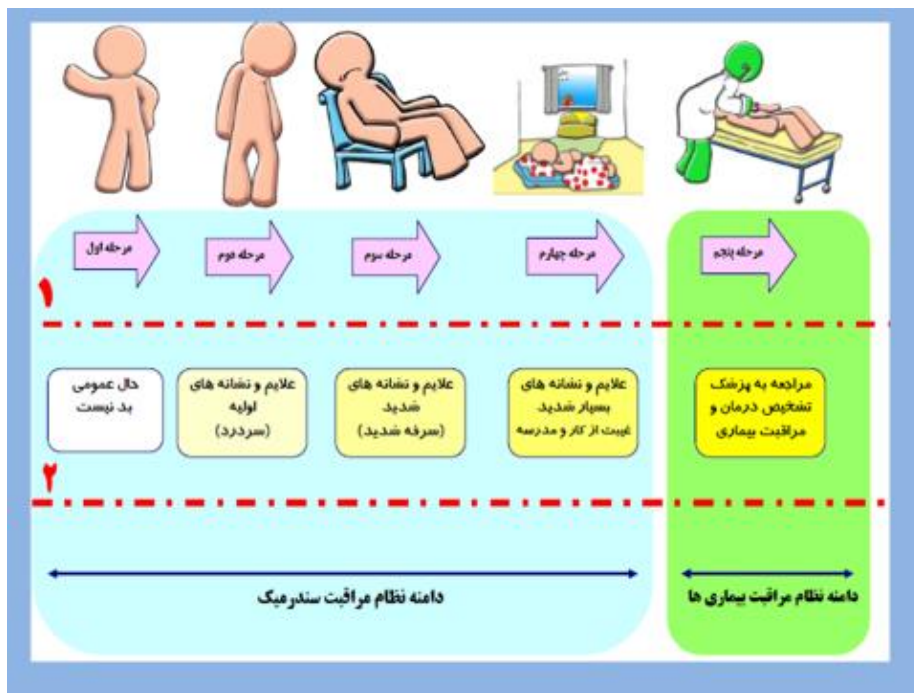 مرحله اول
مرحله دوم
مرحله سوم
مرحله چهارم
مرحله پنجم
۱
حال عمومی
بد نیست
علایم و نشانه های
اولیه
(سردرد)
علایم و نشانه های
شدید
(سرفه شدید)
علایم و نشانه های
بسیار شدید
غیبت از کار و مدرسه
مراجعه به پزشک
تشخیص درمان و
مراقبت بیماری
۲
دامنه نظام مراقبت سندرمیک
دامنه نظام مراقبت بیماری ها